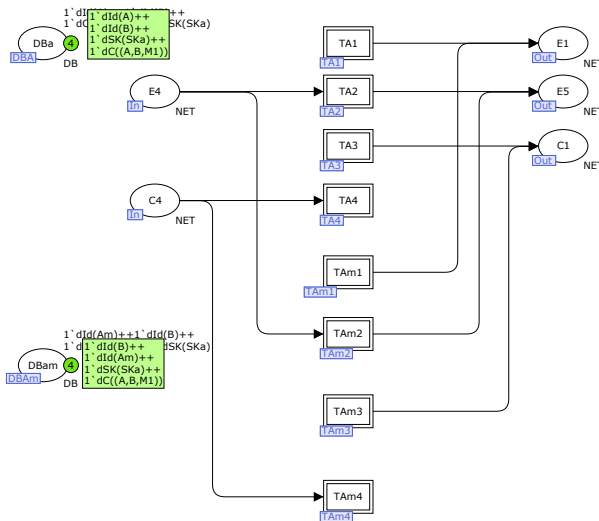 1`dId(A)++
1`dId(B)++
1`dSK(SKa)++
1`dC((A,B,M1))
SKa)
DBa
4
DBA
DB
TA1
TA1
E1
Out
NET
E4
In
NET
TA2
TA2
E5
Out
NET
TA3
TA3
C1
Out
NET
C4
In
NET
TA4
TA4
TAm1
TAm1
1`dId(Am)++1`dId(B)++
1`dId(B)++
1`dId(Am)++
1`dSK(SKa)++
1`dC((A,B,M1))
dSK(SKa)
DBam
4
DBAm
DB
TAm2
TAm2
TAm3
TAm3
TAm4
TAm4